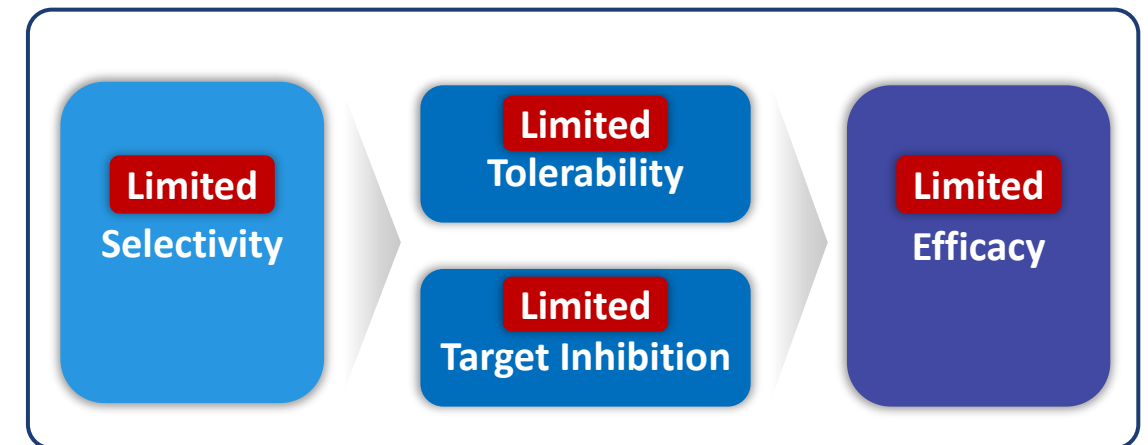 Limited
Selectivity
Limited
Tolerability
Limited
Target Inhibition
Limited
Efficacy